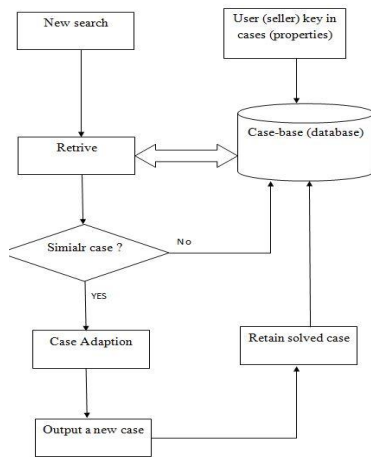 New search
User (seller) key in
cases (properties)
Retrive
Case-base (database)
Simialr case ?
No
YES
Case Adaption
Retain solved case
Output a new case